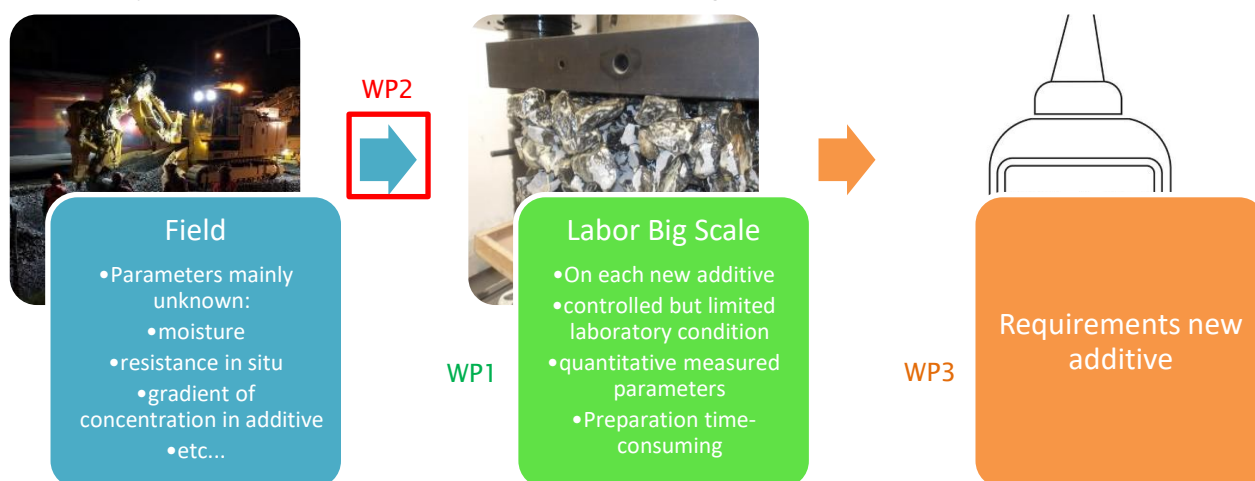 WP2
Field
•Parameters mainly
unknown:
•moisture
•resistance in situ
•gradient of
concentration in additive
•etc...
WP1
Labor Big Scale
•On each new additive
•controlled but limited
laboratory condition
•quantitative measured
parameters
•Preparation time-
consuming
WP3
Requirements new
additive